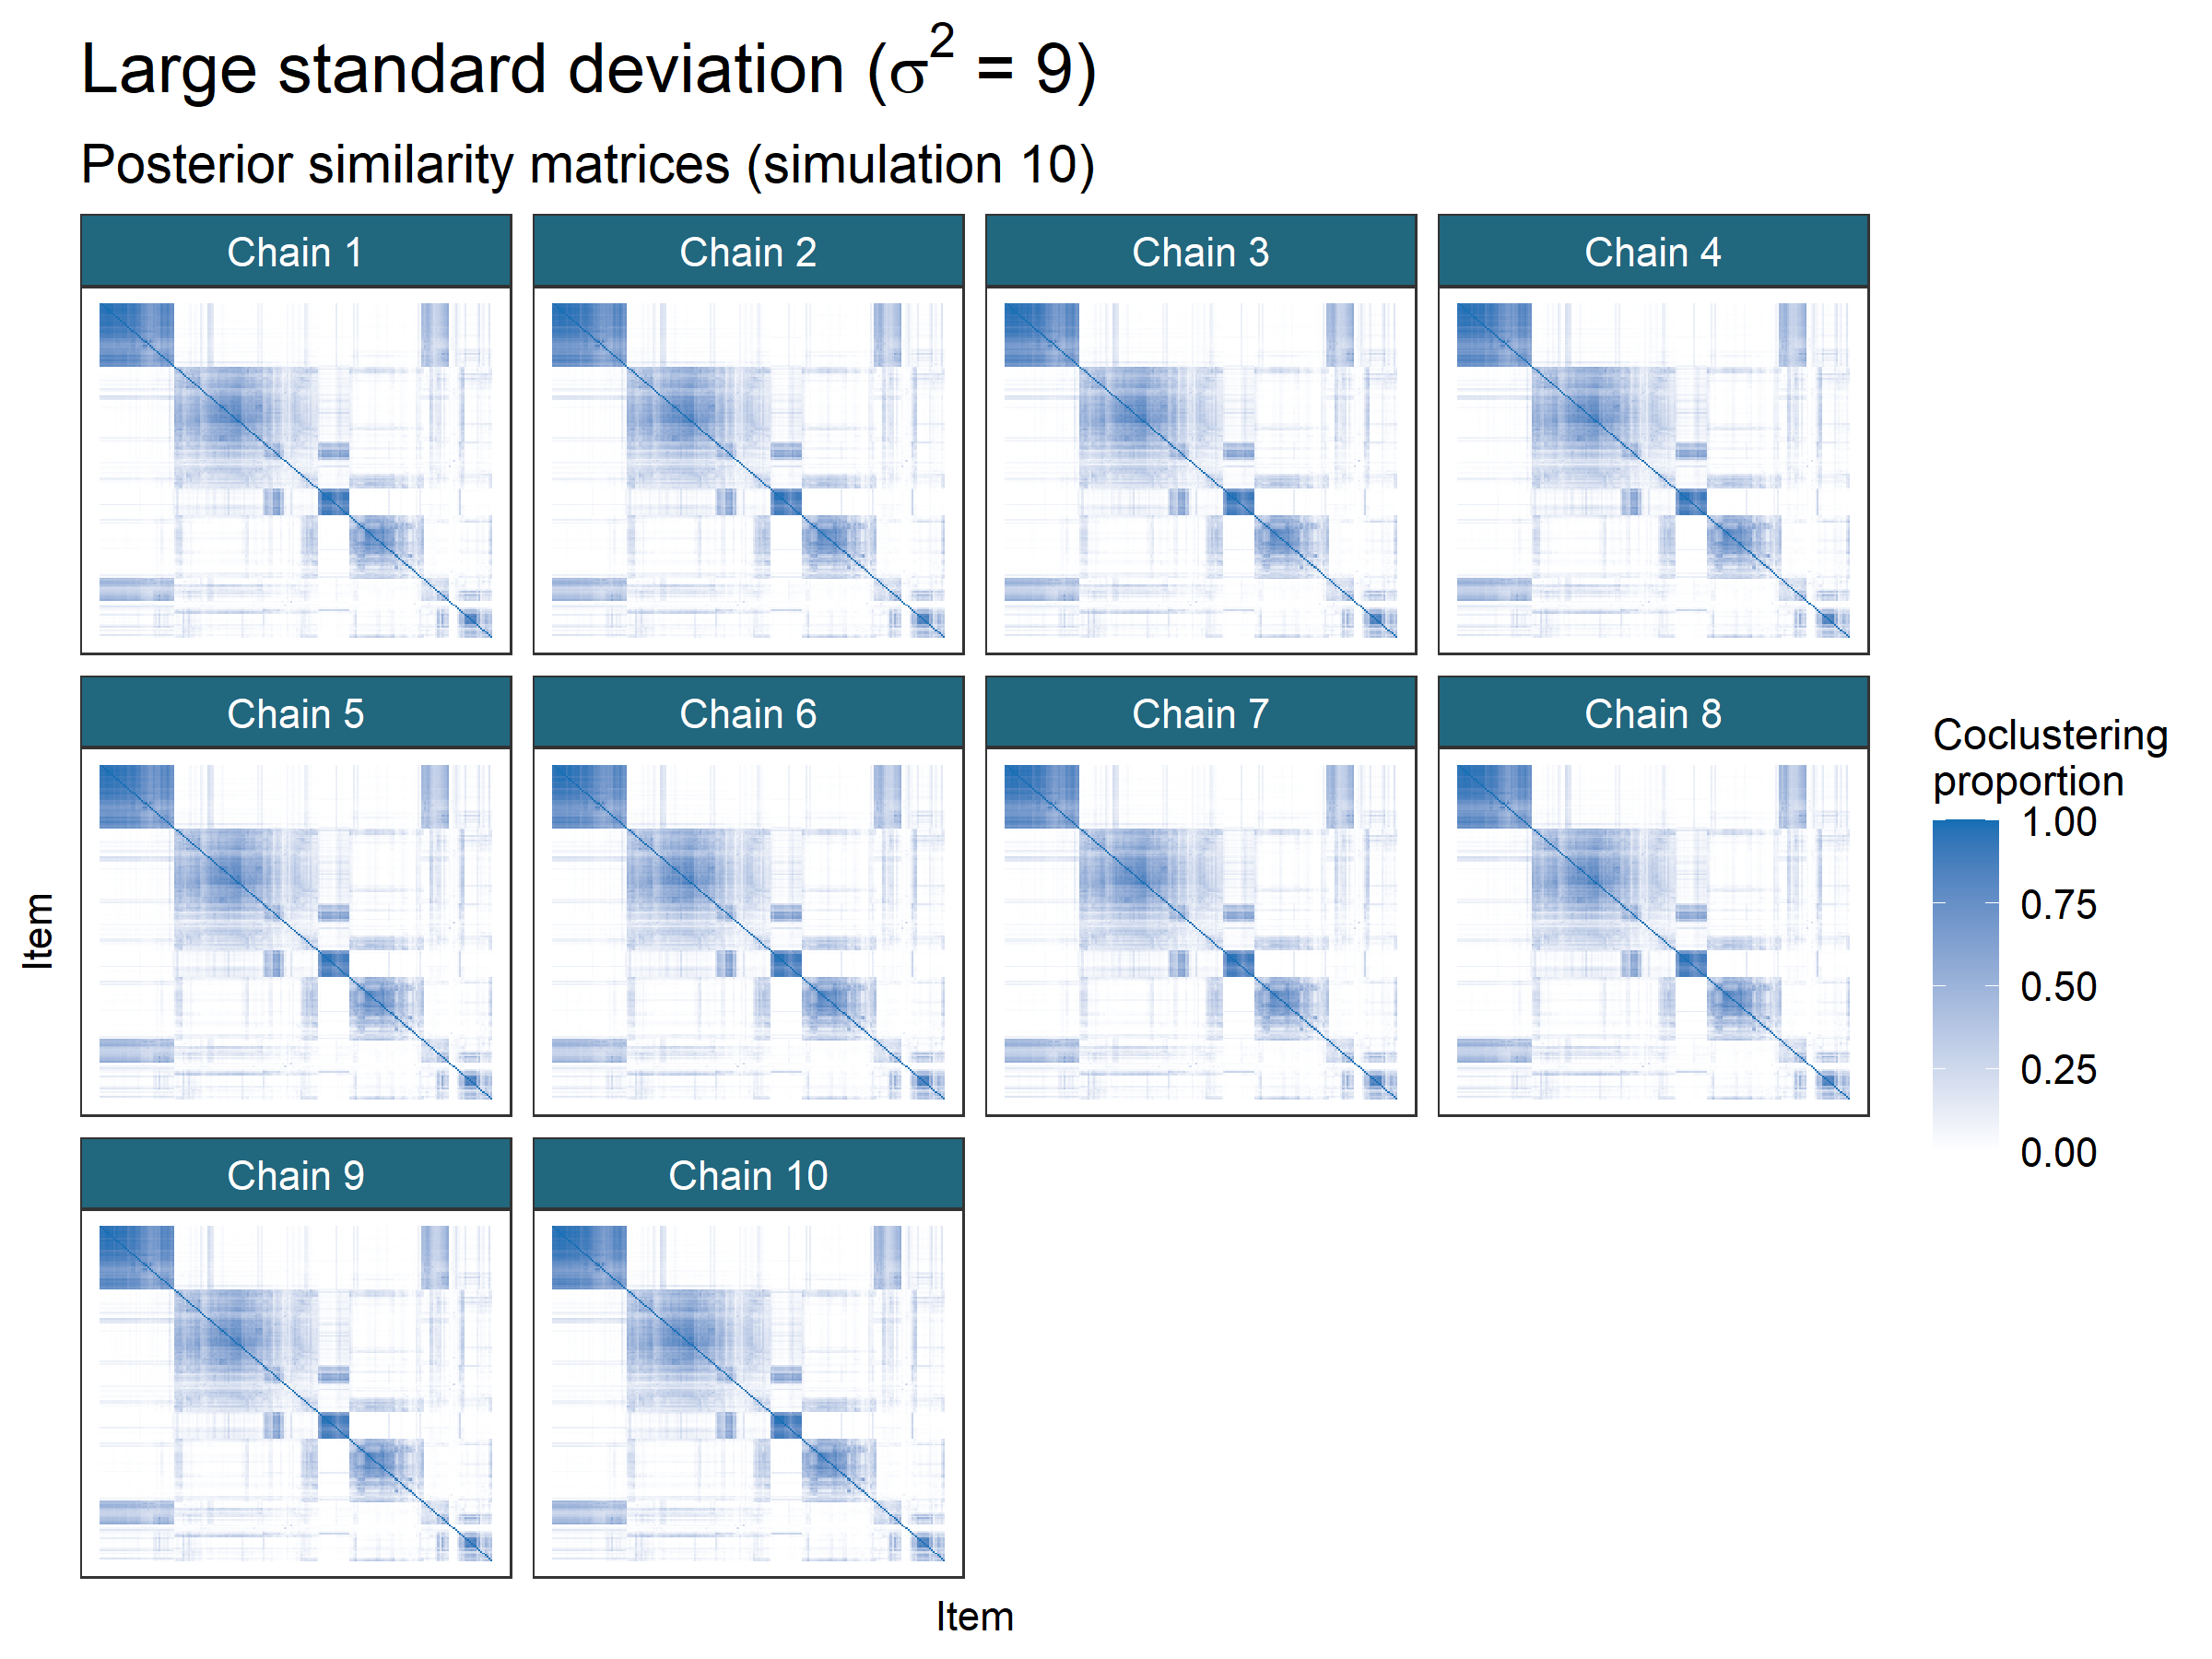 Large standard deviation (σ² = 9)
Posterior similarity matrices (simulation 10)
Chain 1
Chain 2
Chain 3
Chain 4
Chain 5
Chain 6
Chain 7
Chain 8
Chain 9
Chain 10
Item
Item
Coclustering
proportion
1.00
0.75
0.50
0.25
0.00